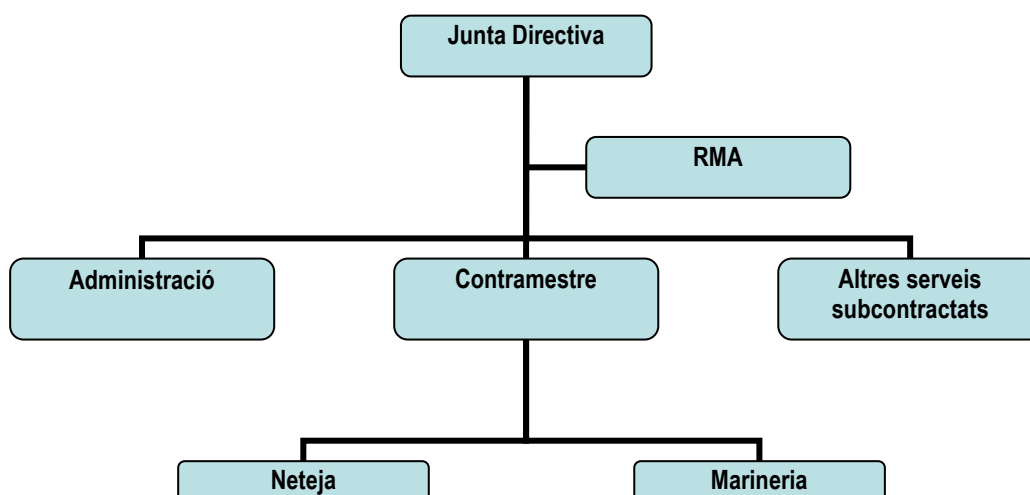 Junta Directiva
RMA
Administració
Contramestre
Altres serveis
subcontractats
Neteja
Marineria